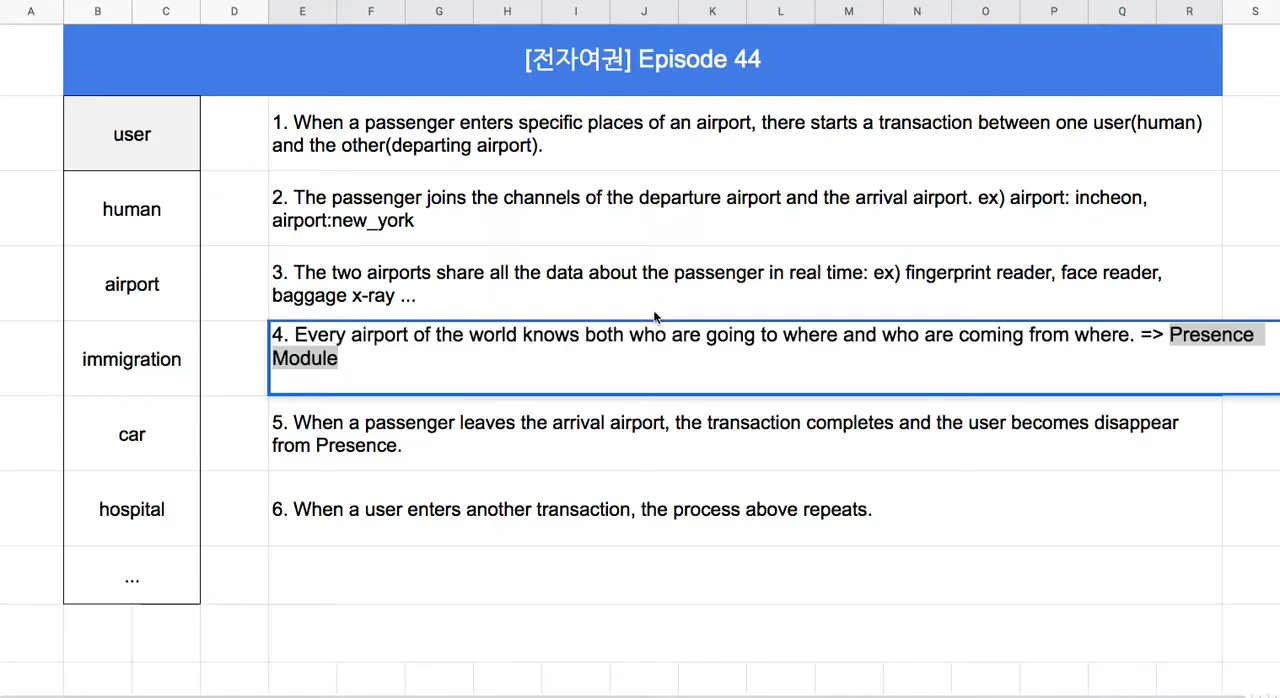 A B C D E F G H I J K L M N O P Q R S
[전자여권] Episode 44
user
1. When a passenger enters specific places of an airport, there starts a transaction between one user(human)
and the other(departing airport).
human
2. The passenger joins the channels of the departure airport and the arrival airport. ex) airport: incheon,
airport:new_york
airport
3. The two airports share all the data about the passenger in real time: ex) fingerprint reader, face reader,
baggage x-ray ...
immigration
4. Every airport of the world knows both who are going to where and who are coming from where. => Presence
Module
car
5. When a passenger leaves the arrival airport, the transaction completes and the user becomes disappear
from Presence.
hospital
6. When a user enters another transaction, the process above repeats.
...